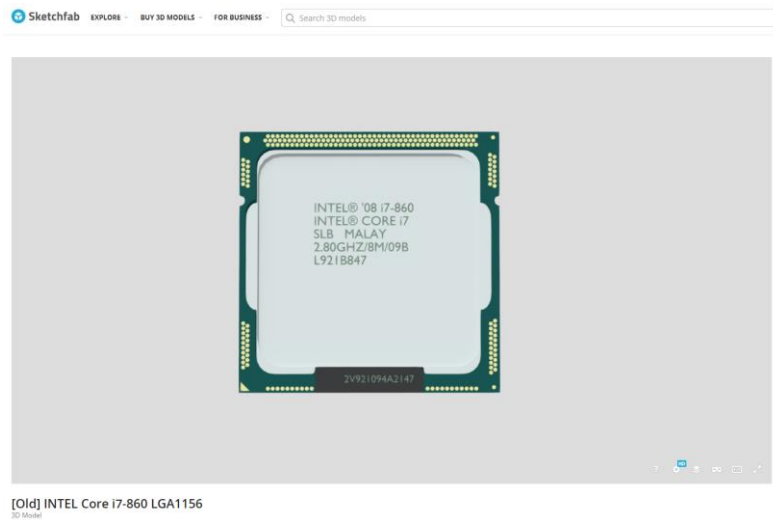 Sketchfab EXPLORE BUY 3D MODELS FOR BUSINESS Search 3D models
INTEL® '08 i7-860
INTEL® CORE i7
SLB MALAY
2.80GHZ/8M/09B
L921B847
2V921094A2147
? HD
[Old] INTEL Core i7-860 LGA1156
3D Model